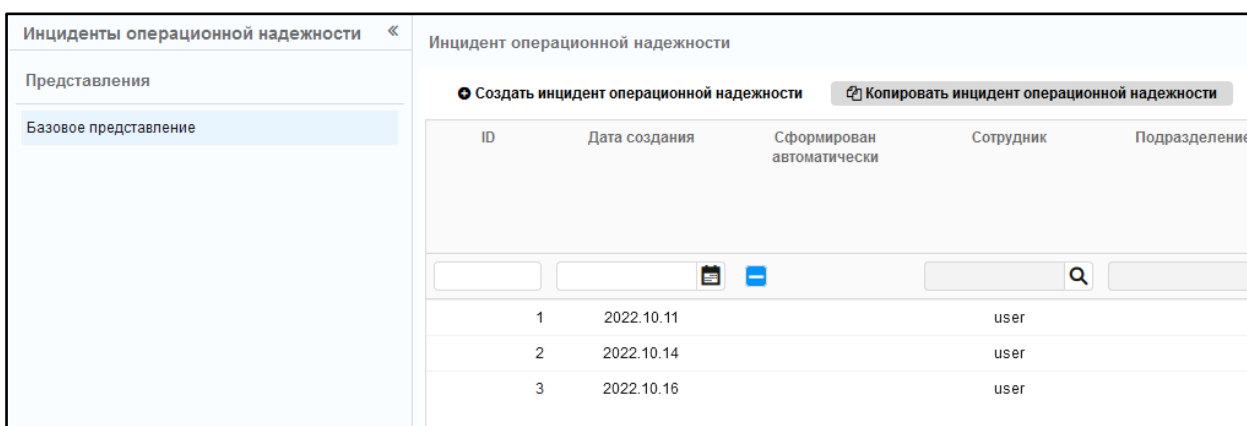 Инциденты операционной надежности «
Представления
Базовое представление
Инцидент операционной надежности
Создать инцидент операционной надежности Копировать инцидент операционной надежности
ID Дата создания Сформирован автоматически Сотрудник Подразделение
1 2022.10.11 user
2 2022.10.14 user
3 2022.10.16 user